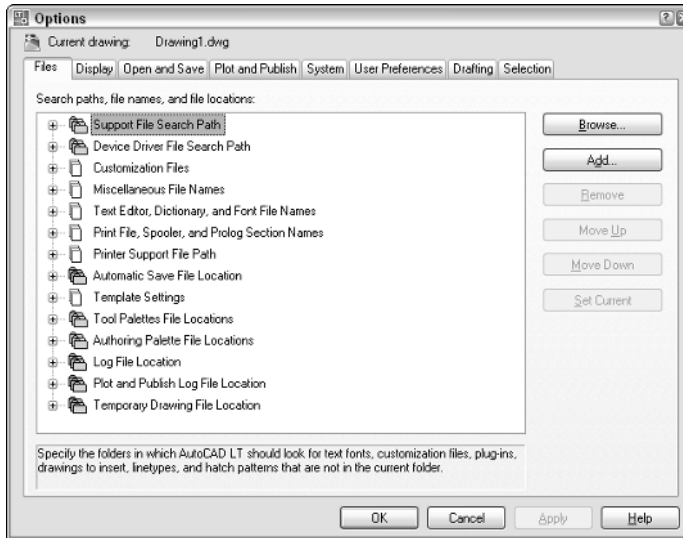 Options
Current drawing: Drawing1.dwg
Files Display Open and Save Plot and Publish System User Preferences Drafting Selection
Search paths, file names, and file locations:
Support File Search Path
Device Driver File Search Path
Customization Files
Miscellaneous File Names
Text Editor, Dictionary, and Font File Names
Print File, Spooler, and Prolog Section Names
Printer Support File Path
Automatic Save File Location
Template Settings
Tool Palettes File Locations
Authoring Palette File Locations
Log File Location
Plot and Publish Log File Location
Temporary Drawing File Location
Browse...
Add...
Remove
Move Up
Move Down
Set Current
Specify the folders in which AutoCAD LT should look for text fonts, customization files, plug-ins,
drawings to insert, linetypes, and hatch patterns that are not in the current folder.
OK Cancel Apply Help